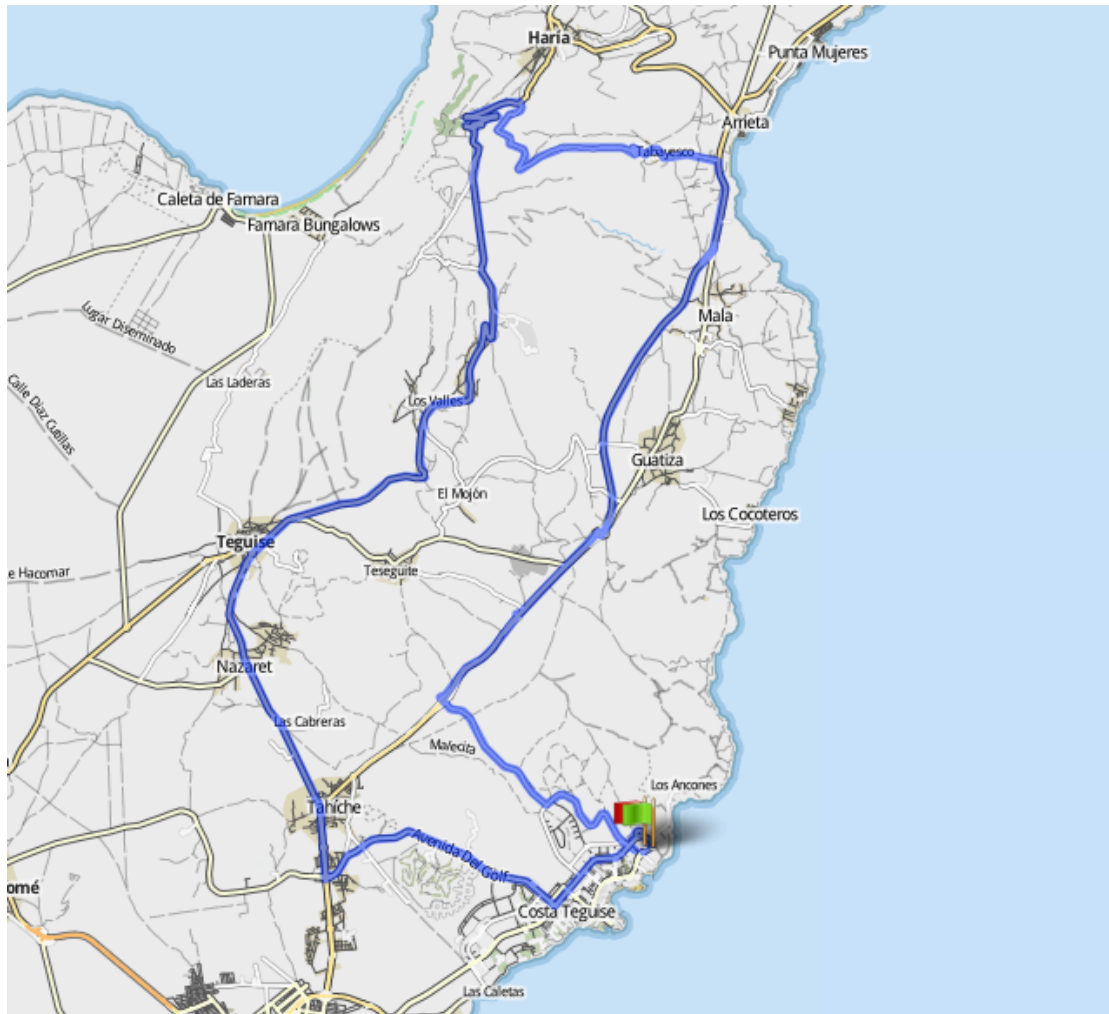 Haría
Punta Mujeres
Arrieta
Tabayesco
Caleta de Famara
Famara Bungalows
Lugar Diseminado
Mala
Las Laderas
Calle Díaz Cutillas
Los Valles
Guatiza
El Mojón
Los Cocoteros
Teguise
Teseguite
e Hacomar
Nazaret
Las Cabreras
Malecita
Los Ancones
Tahíche
Avenida Del Golf
omé
Costa Teguise
Las Caletas